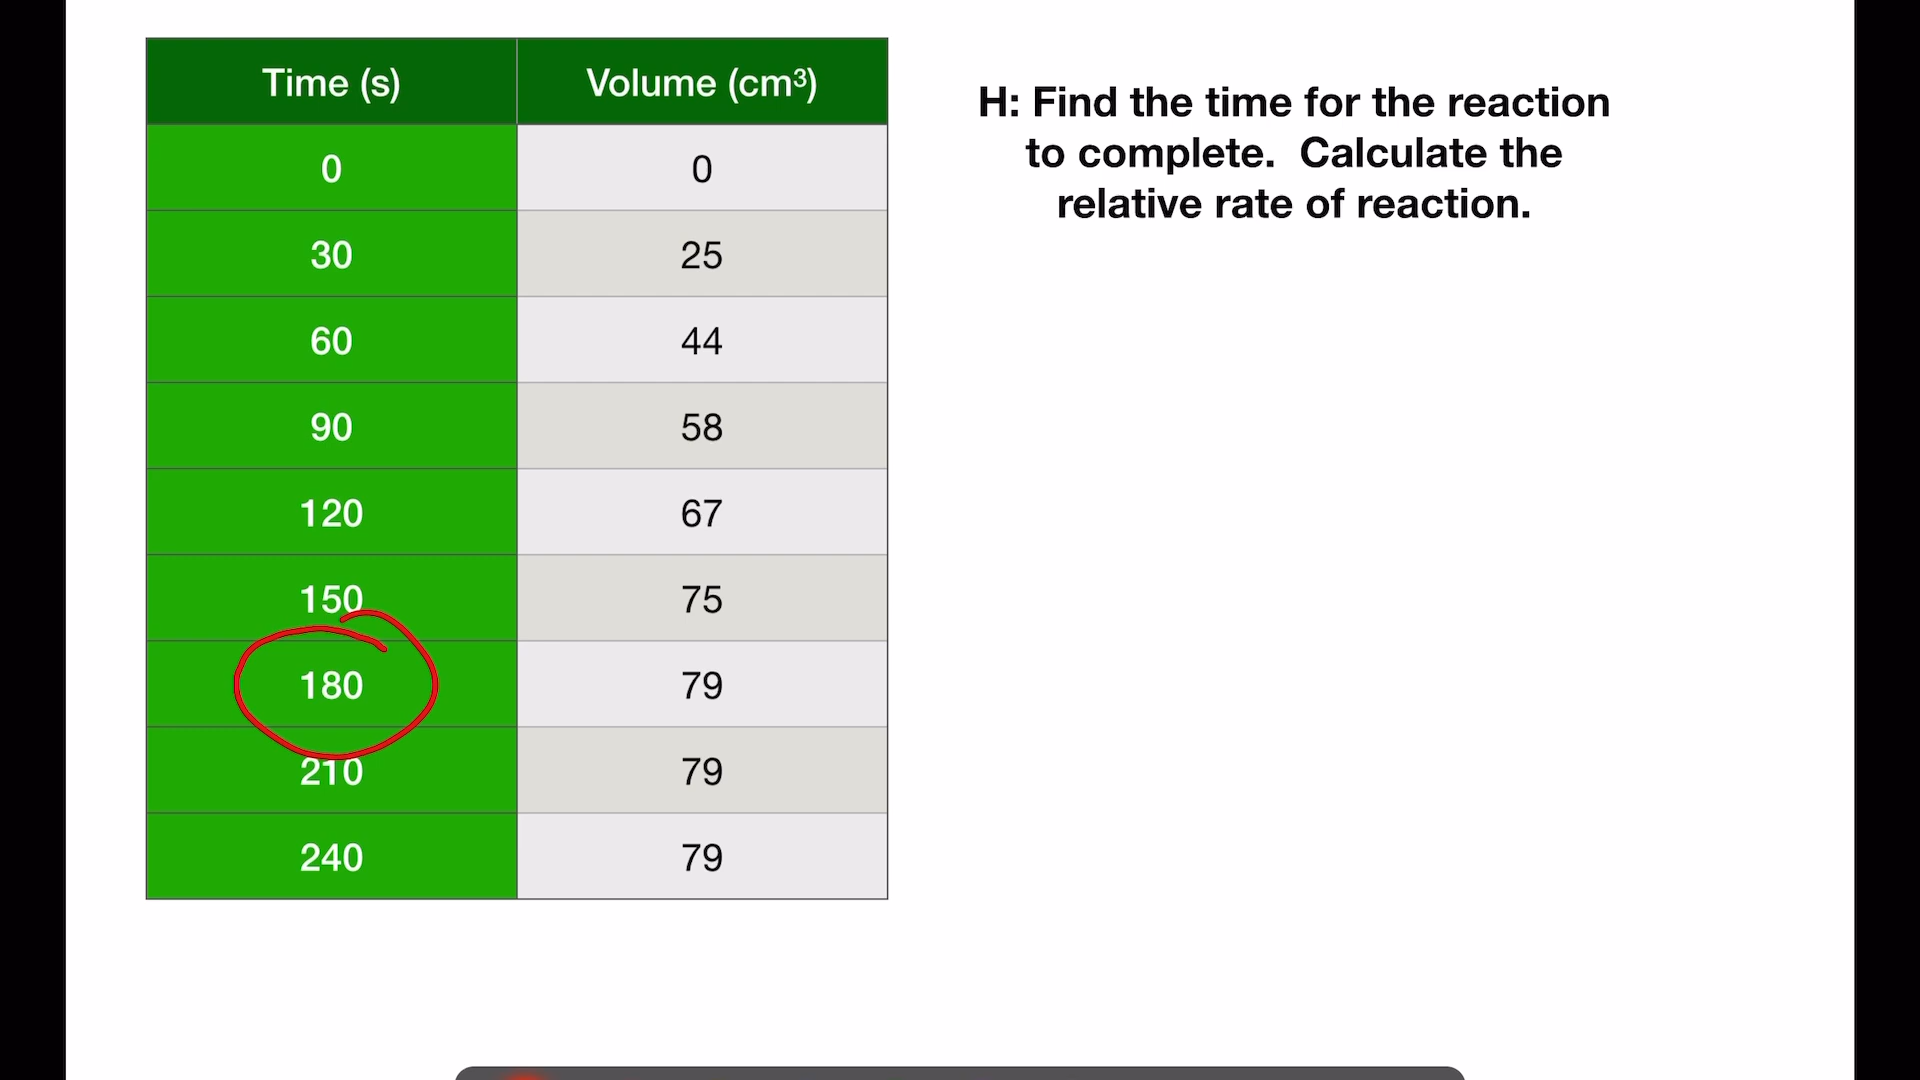 Time (s) Volume (cm³)
0 0
30 25
60 44
90 58
120 67
150 75
180 79
210 79
240 79
H: Find the time for the reaction
to complete. Calculate the
relative rate of reaction.